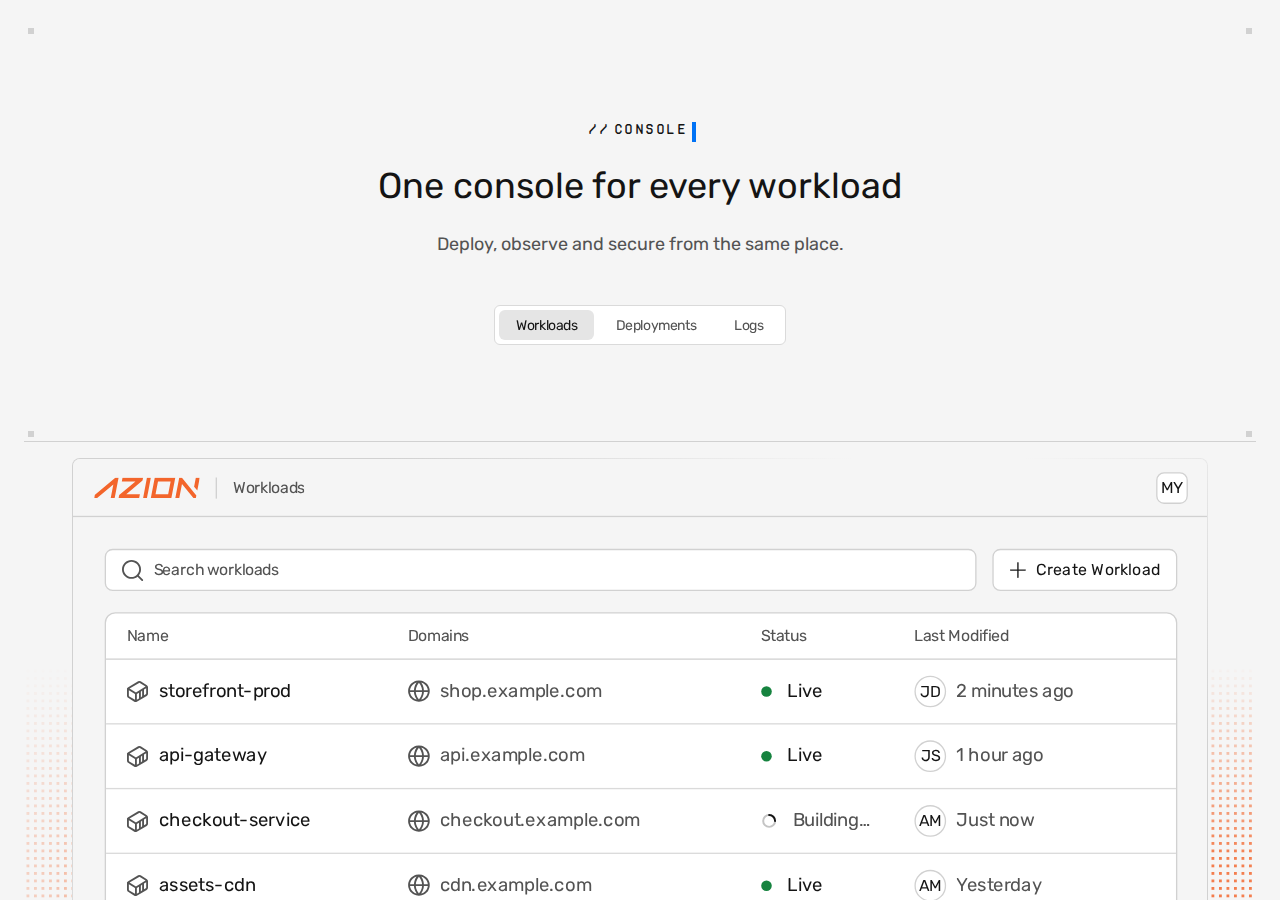 // CONSOLE
One console for every workload
Deploy, observe and secure from the same place.
Workloads Deployments Logs
AZION Workloads MY
Search workloads Create Workload
Name Domains Status Last Modified
storefront-prod shop.example.com Live JD 2 minutes ago
api-gateway api.example.com Live JS 1 hour ago
checkout-service checkout.example.com Building... AM Just now
assets-cdn cdn.example.com Live AM Yesterday